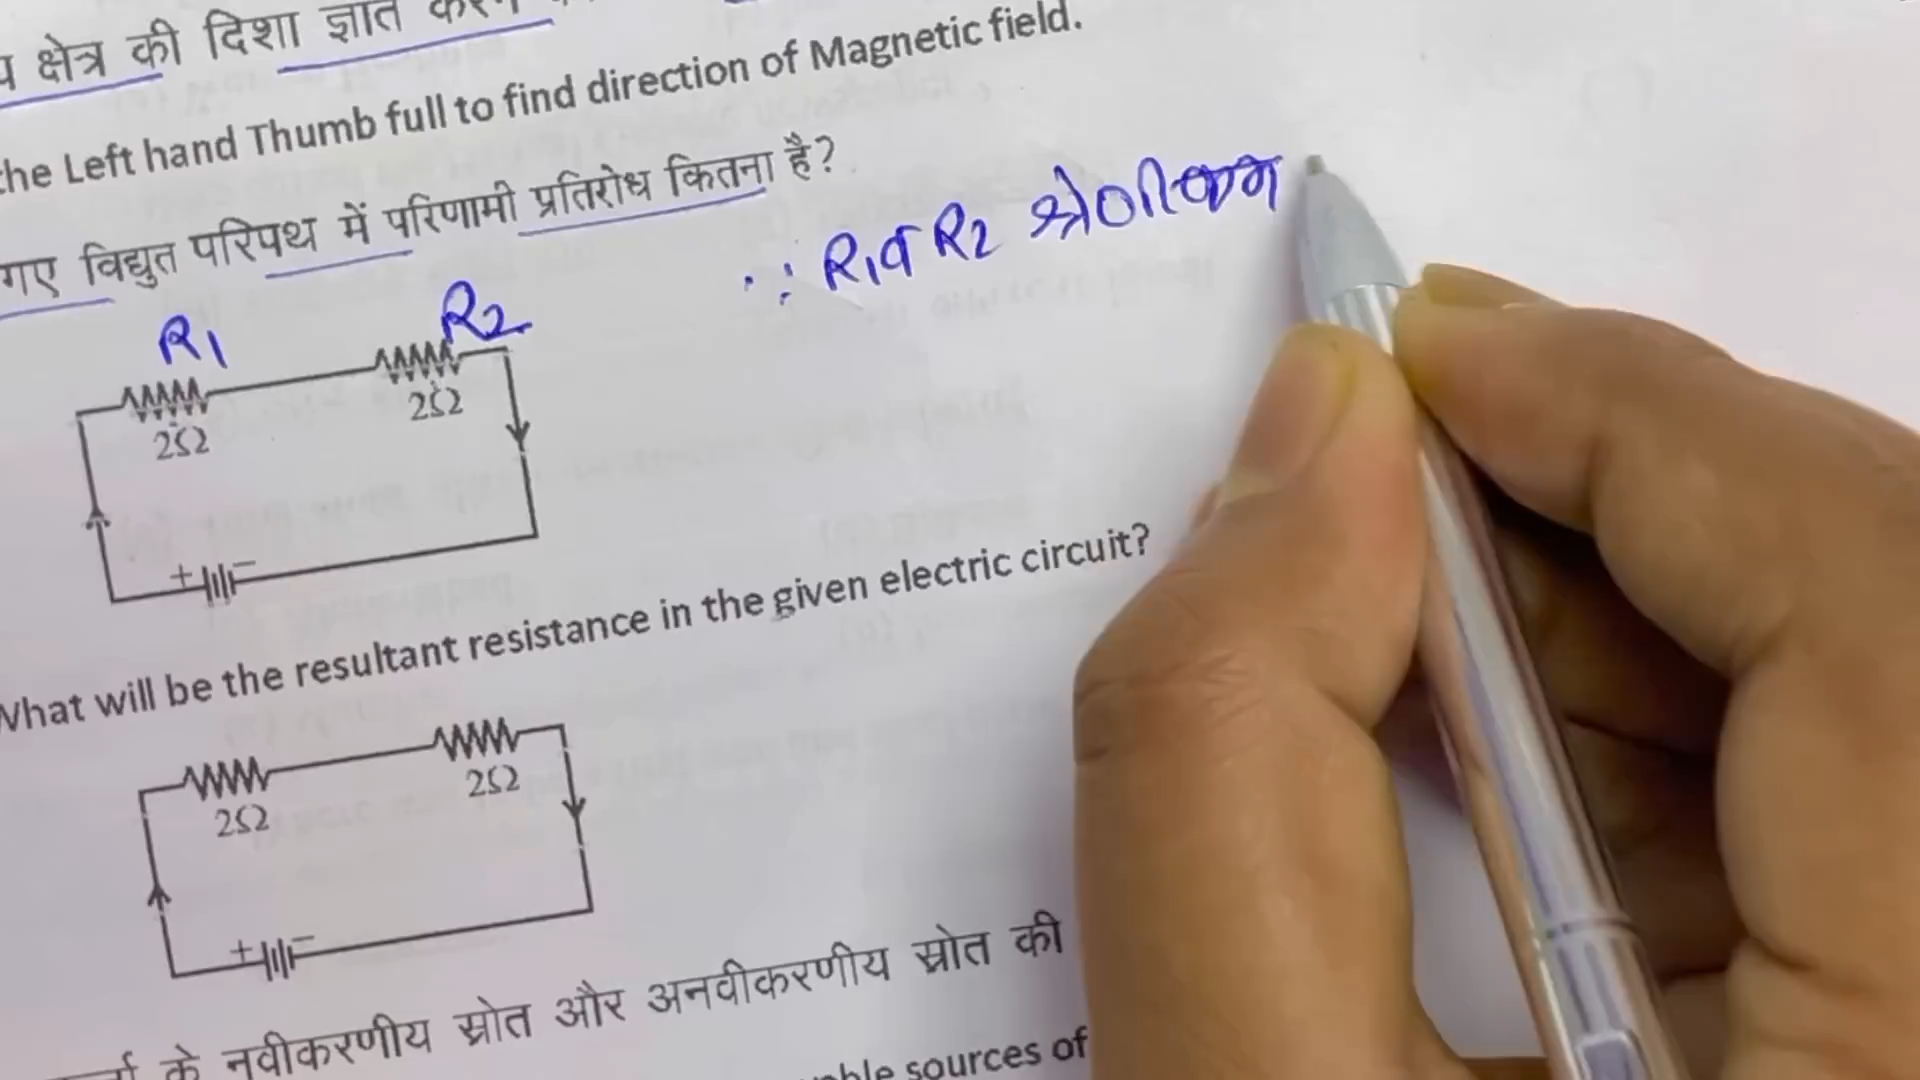 क्षेत्र की दिशा ज्ञात करने
the Left hand Thumb full to find direction of Magnetic field.
गए विद्युत परिपथ में परिणामी प्रतिरोध कितना है?
∵ R1 व R2 श्रेणीक्रम
R1
R2
2Ω
2Ω
+ −
What will be the resultant resistance in the given electric circuit?
2Ω
2Ω
+ −
के नवीकरणीय स्रोत और अनवीकरणीय स्रोत की
sources of